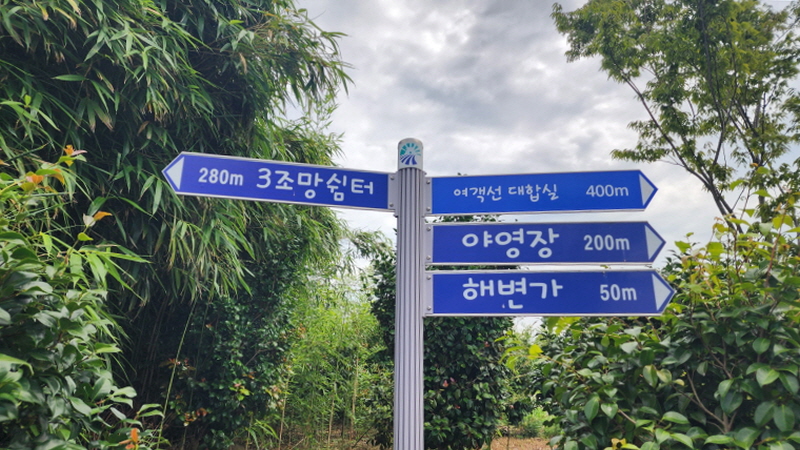 280m 3조망쉼터
여객선 대합실 400m
야영장 200m
해변가 50m